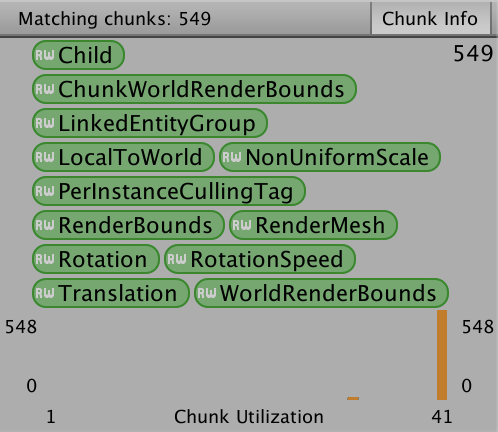 Matching chunks: 549 Chunk Info
RW Child 549
RW ChunkWorldRenderBounds
RW LinkedEntityGroup
RW LocalToWorld RW NonUniformScale
RW PerInstanceCullingTag
RW RenderBounds RW RenderMesh
RW Rotation RW RotationSpeed
RW Translation RW WorldRenderBounds
548 548
0 0
1 Chunk Utilization 41